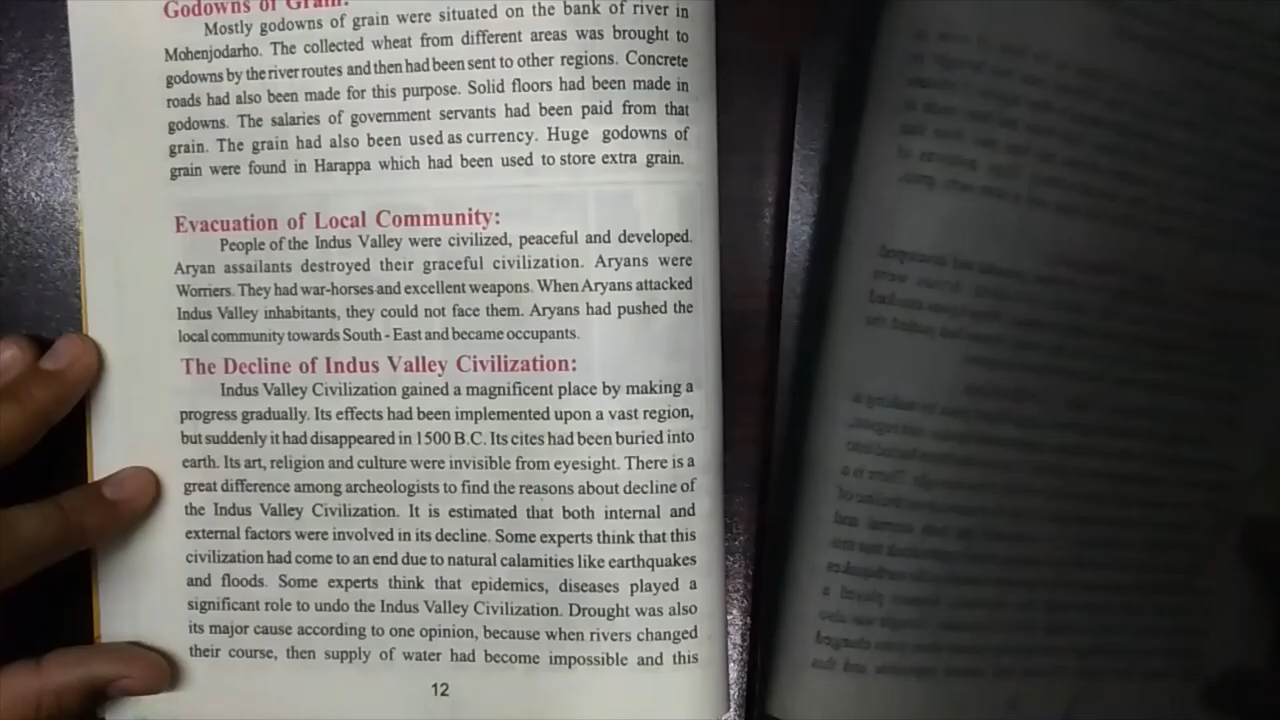 Godowns of Grain:
Mostly godowns of grain were situated on the bank of river in
Mohenjodarho. The collected wheat from different areas was brought to
godowns by the river routes and then had been sent to other regions. Concrete
roads had also been made for this purpose. Solid floors had been made in
godowns. The salaries of government servants had been paid from that
grain. The grain had also been used as currency. Huge godowns of
grain were found in Harappa which had been used to store extra grain.
Evacuation of Local Community:
People of the Indus Valley were civilized, peaceful and developed.
Aryan assailants destroyed their graceful civilization. Aryans were
Worriers. They had war-horses and excellent weapons. When Aryans attacked
Indus Valley inhabitants, they could not face them. Aryans had pushed the
local community towards South - East and became occupants.
The Decline of Indus Valley Civilization:
Indus Valley Civilization gained a magnificent place by making a
progress gradually. Its effects had been implemented upon a vast region,
but suddenly it had disappeared in 1500 B.C. Its cites had been buried into
earth. Its art, religion and culture were invisible from eyesight. There is a
great difference among archeologists to find the reasons about decline of
the Indus Valley Civilization. It is estimated that both internal and
external factors were involved in its decline. Some experts think that this
civilization had come to an end due to natural calamities like earthquakes
and floods. Some experts think that epidemics, diseases played a
significant role to undo the Indus Valley Civilization. Drought was also
its major cause according to one opinion, because when rivers changed
their course, then supply of water had become impossible and this
12